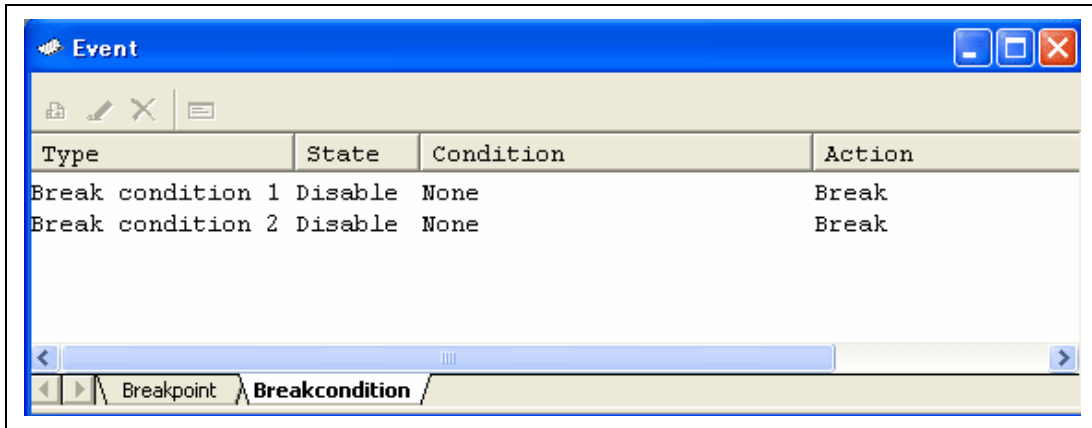 Event
Type State Condition Action
Break condition 1 Disable None Break
Break condition 2 Disable None Break
Breakpoint Breakcondition